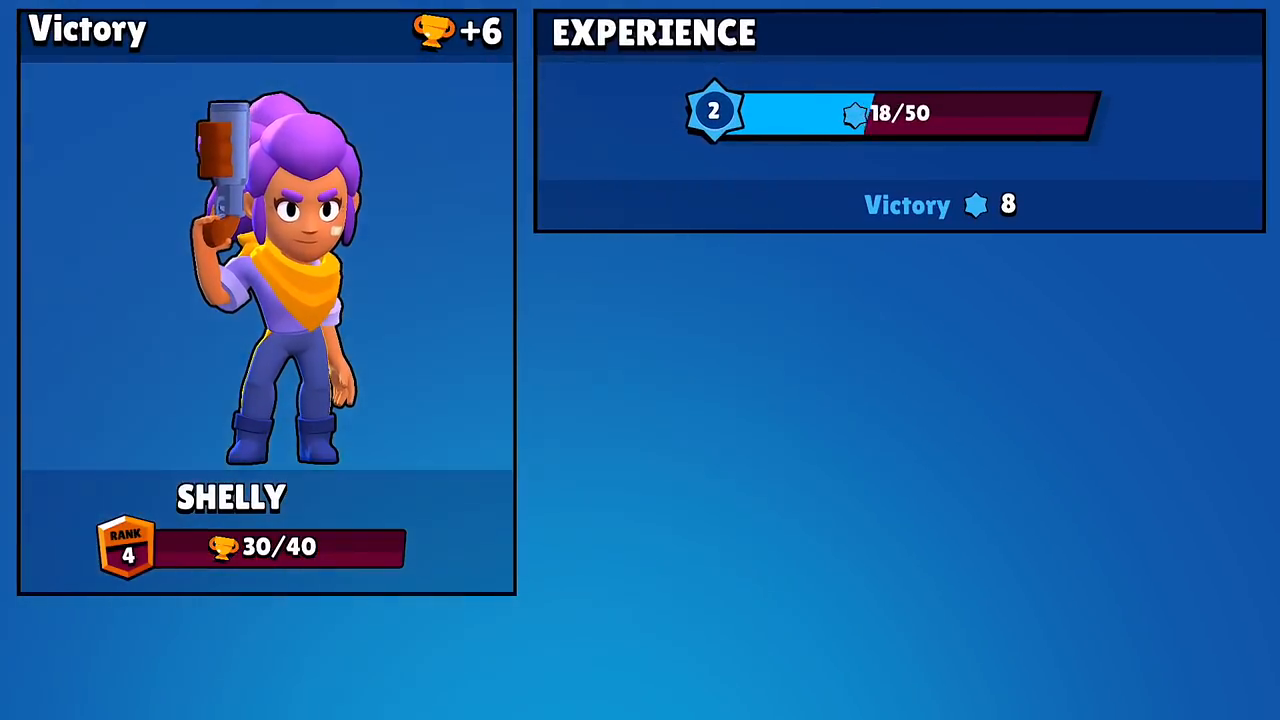 Victory +6
SHELLY
RANK
4
30/40
EXPERIENCE
2
18/50
Victory 8